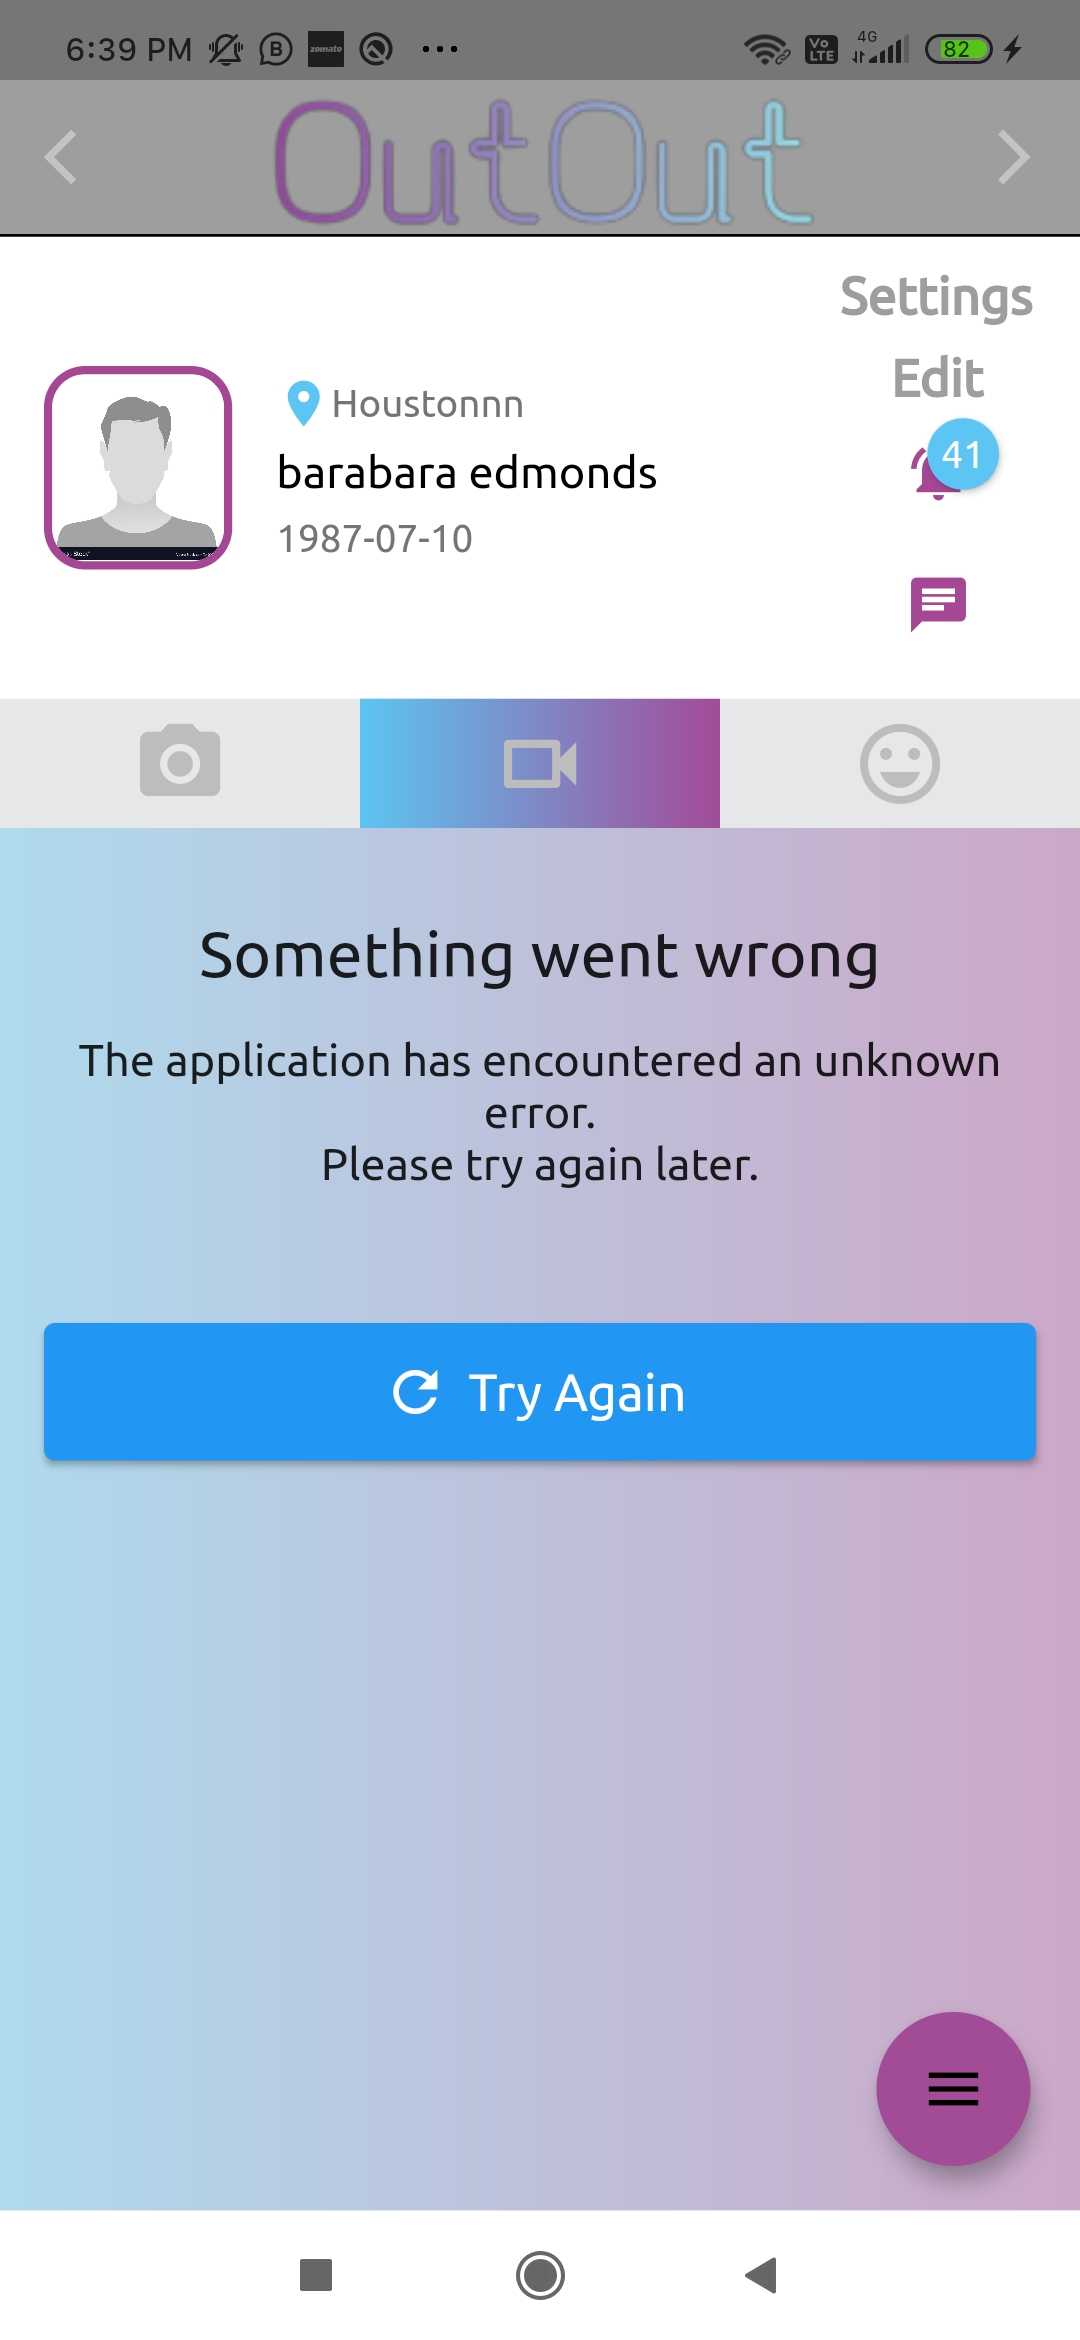 6:39 PM
B
zomato
Vo LTE
4G
82
OutOut
Settings
Edit
41
Houstonnn
barabara edmonds
1987-07-10
Something went wrong
The application has encountered an unknown
error.
Please try again later.
Try Again